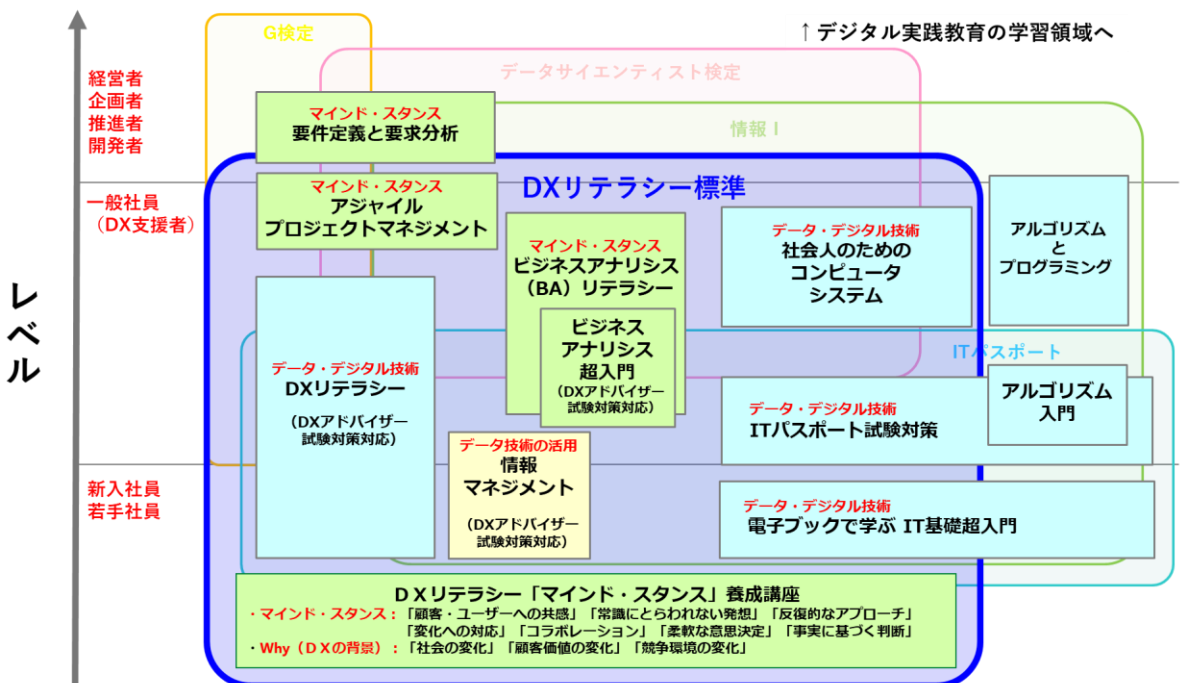 G検定
↑デジタル実践教育の学習領域へ
データサイエンティスト検定
経営者
企画者
推進者
開発者
マインド・スタンス
要件定義と要求分析
情報Ⅰ
DXリテラシー標準
一般社員
（DX支援者）
マインド・スタンス
アジャイル
プロジェクトマネジメント
マインド・スタンス
ビジネスアナリシス
（BA）リテラシー
ビジネス
アナリシス
超入門
（DXアドバイザー
試験対策対応）
データ・デジタル技術
社会人のための
コンピュータ
システム
アルゴリズム
と
プログラミング
レベル
データ・デジタル技術
DXリテラシー
（DXアドバイザー
試験対策対応）
ITパスポート
データ・デジタル技術
ITパスポート試験対策
アルゴリズム
入門
データ技術の活用
情報
マネジメント
（DXアドバイザー
試験対策対応）
新入社員
若手社員
データ・デジタル技術
電子ブックで学ぶ IT基礎超入門
ＤＸリテラシー「マインド・スタンス」養成講座
・マインド・スタンス：「顧客・ユーザーへの共感」「常識にとらわれない発想」「反復的なアプローチ」
「変化への対応」「コラボレーション」「柔軟な意思決定」「事実に基づく判断」
・Why（ＤＸの背景）：「社会の変化」「顧客価値の変化」「競争環境の変化」